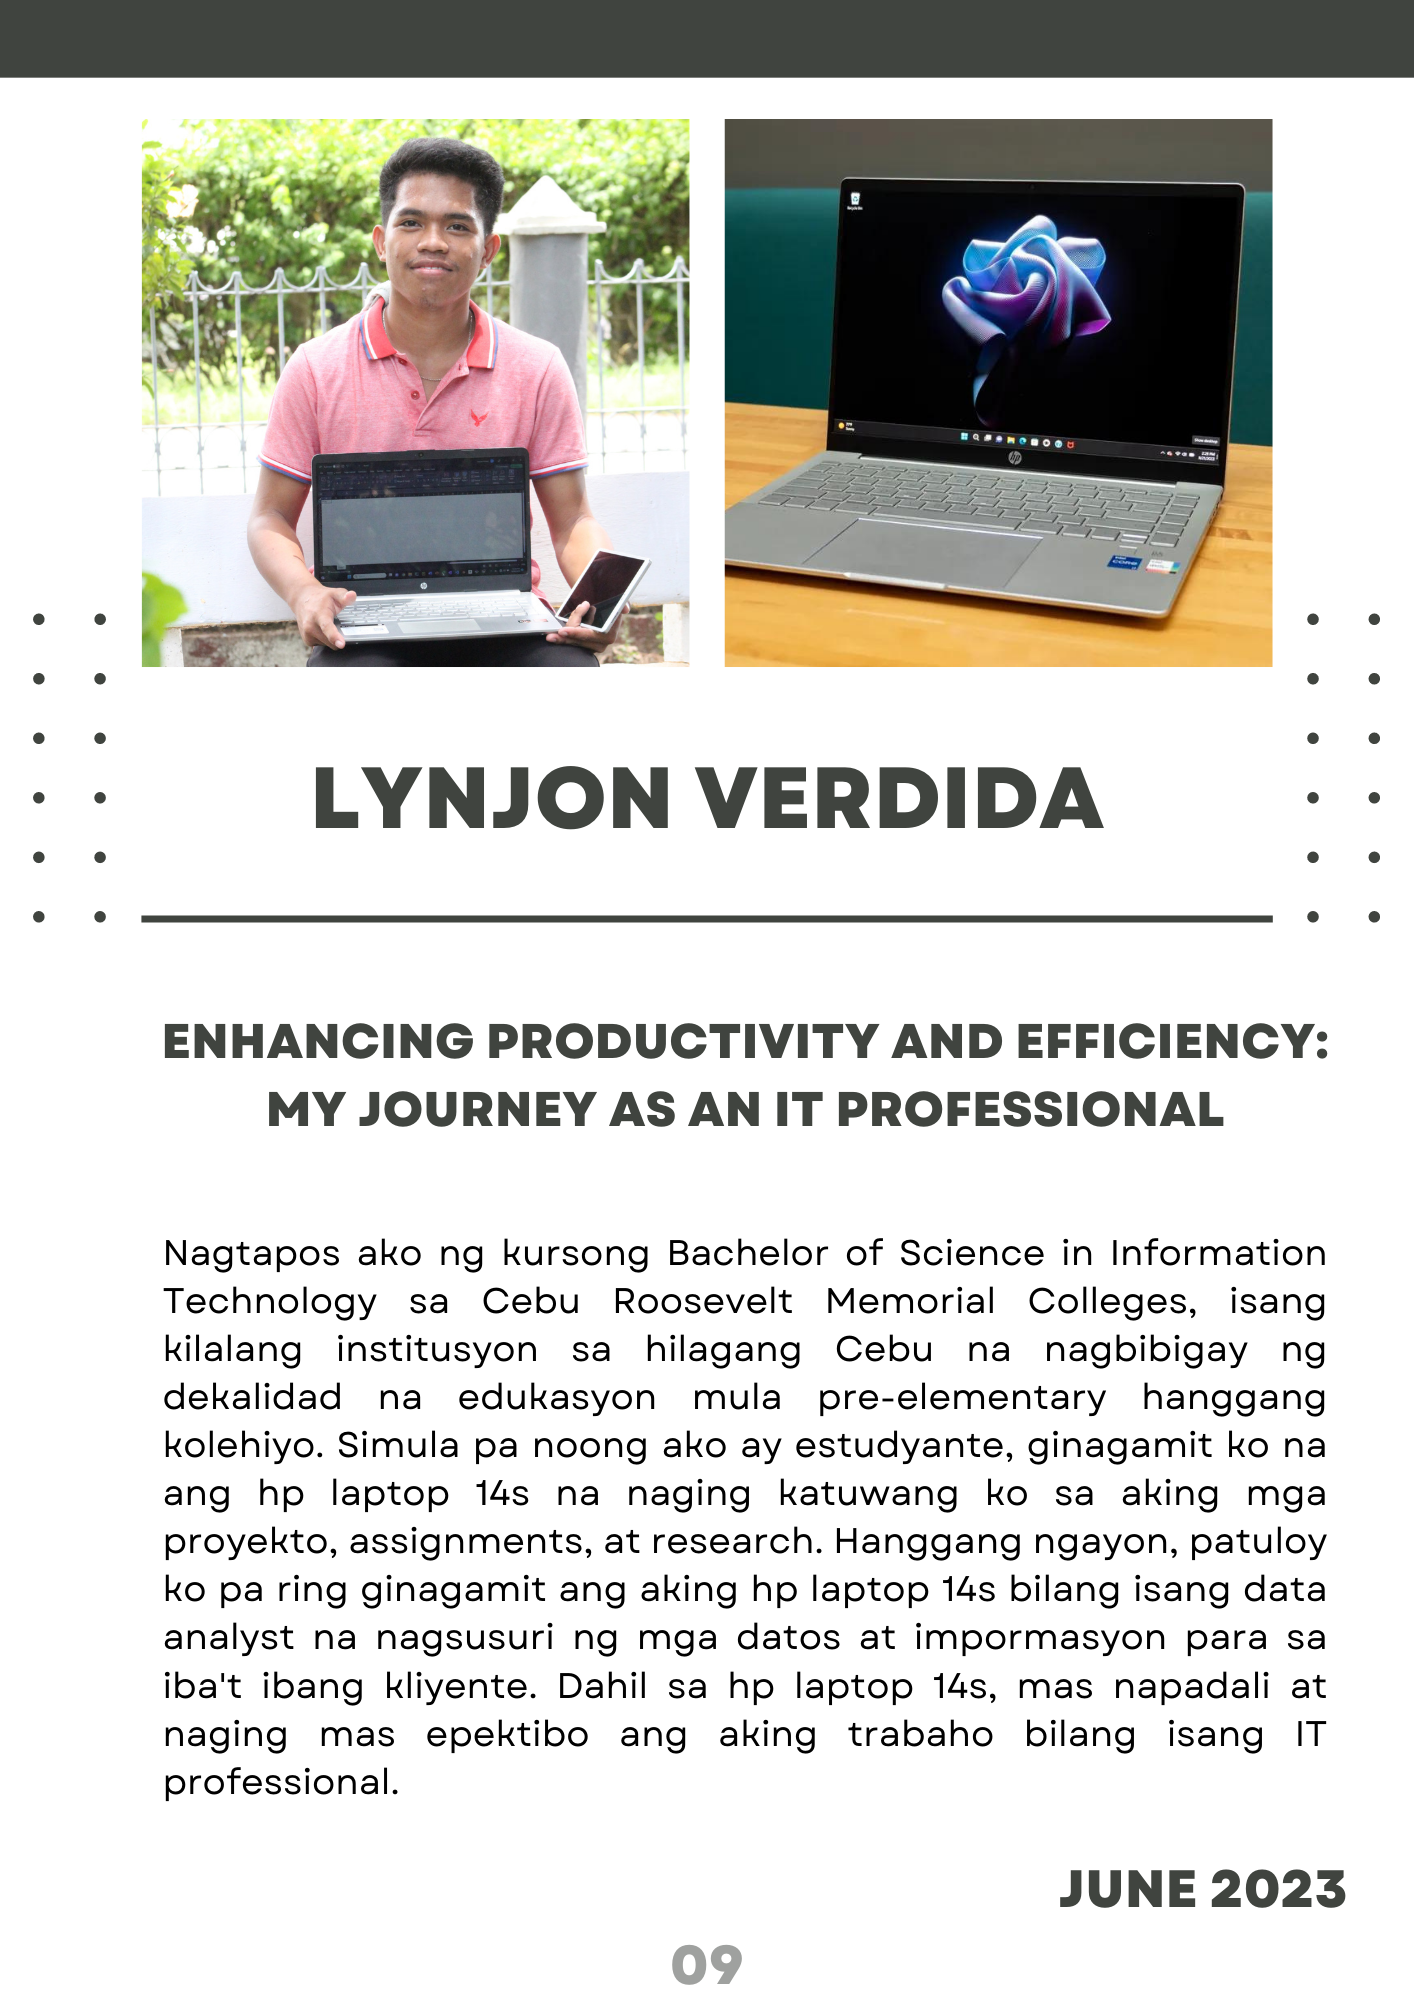 LYNJON VERDIDA
ENHANCING PRODUCTIVITY AND EFFICIENCY:
MY JOURNEY AS AN IT PROFESSIONAL
Nagtapos ako ng kursong Bachelor of Science in Information
Technology sa Cebu Roosevelt Memorial Colleges, isang
kilalang institusyon sa hilagang Cebu na nagbibigay ng
dekalidad na edukasyon mula pre-elementary hanggang
kolehiyo. Simula pa noong ako ay estudyante, ginagamit ko na
ang hp laptop 14s na naging katuwang ko sa aking mga
proyekto, assignments, at research. Hanggang ngayon, patuloy
ko pa ring ginagamit ang aking hp laptop 14s bilang isang data
analyst na nagsusuri ng mga datos at impormasyon para sa
iba't ibang kliyente. Dahil sa hp laptop 14s, mas napadali at
naging mas epektibo ang aking trabaho bilang isang IT
professional.
JUNE 2023
09